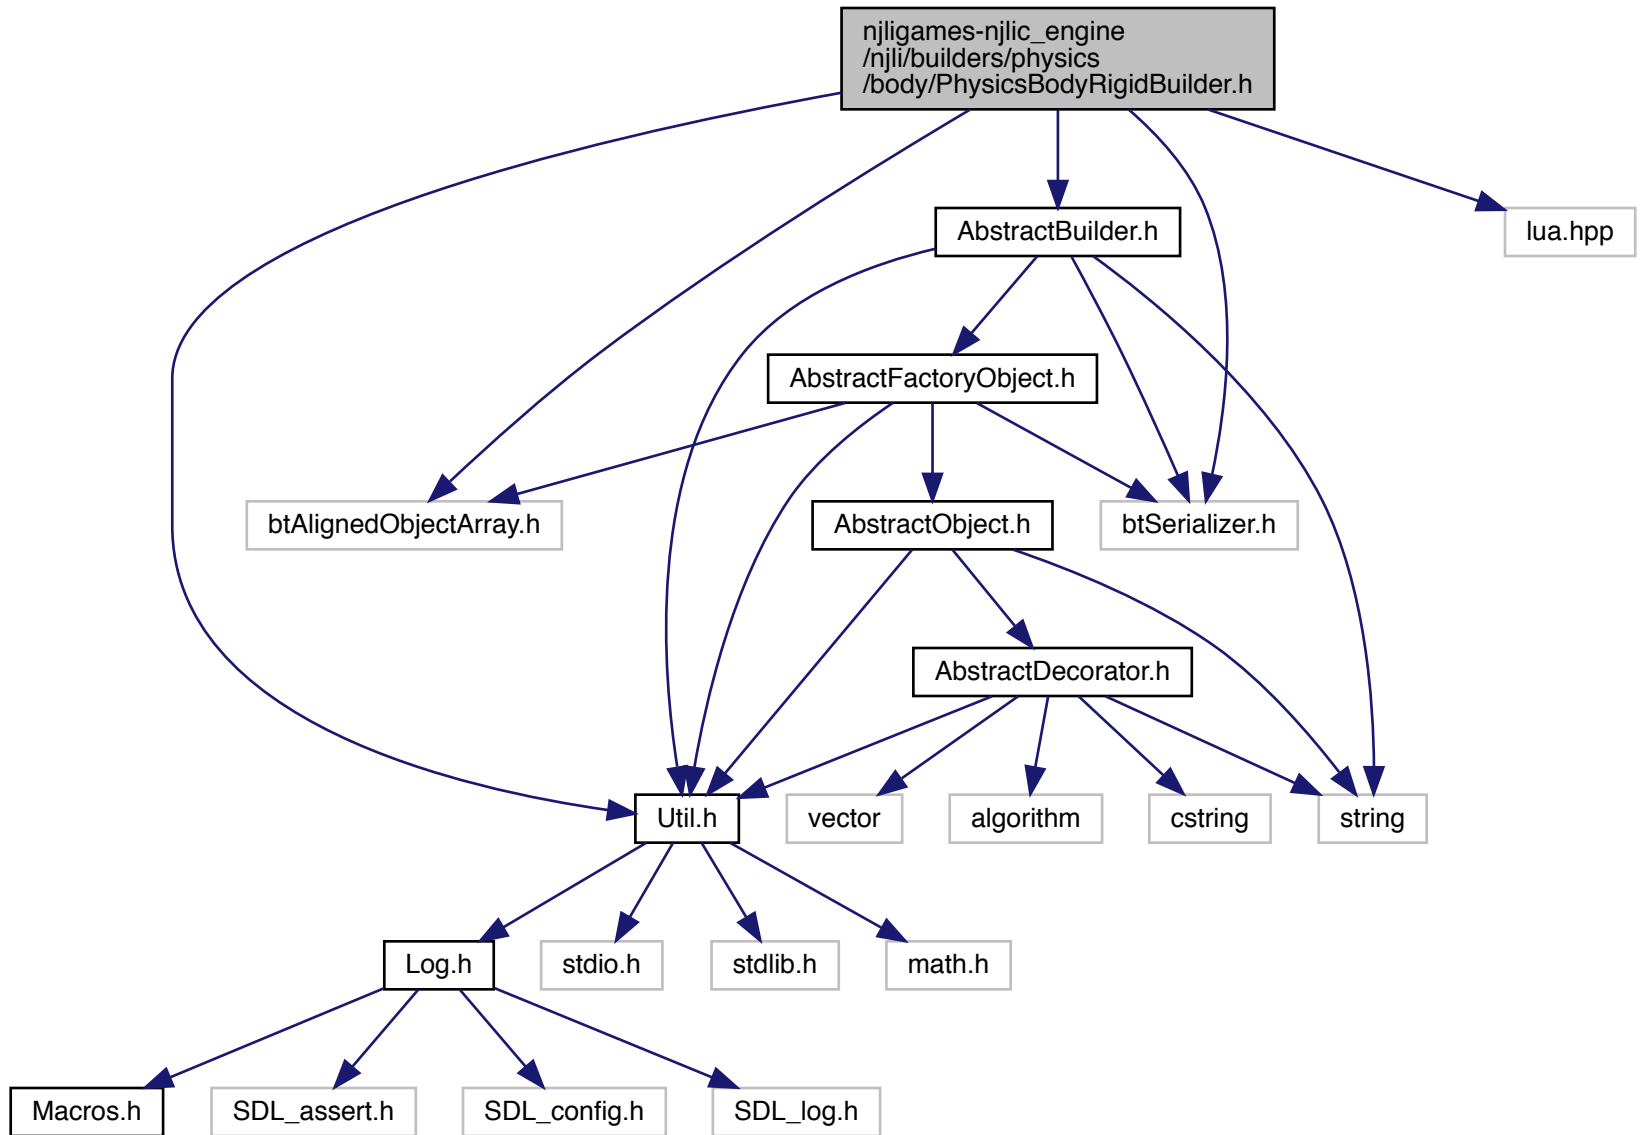 njligames-njlic_engine
/njli/builders/physics
/body/PhysicsBodyRigidBuilder.h
AbstractBuilder.h
lua.hpp
AbstractFactoryObject.h
btAlignedObjectArray.h
AbstractObject.h
btSerializer.h
AbstractDecorator.h
Util.h
vector
algorithm
cstring
string
Log.h
stdio.h
stdlib.h
math.h
Macros.h
SDL_assert.h
SDL_config.h
SDL_log.h